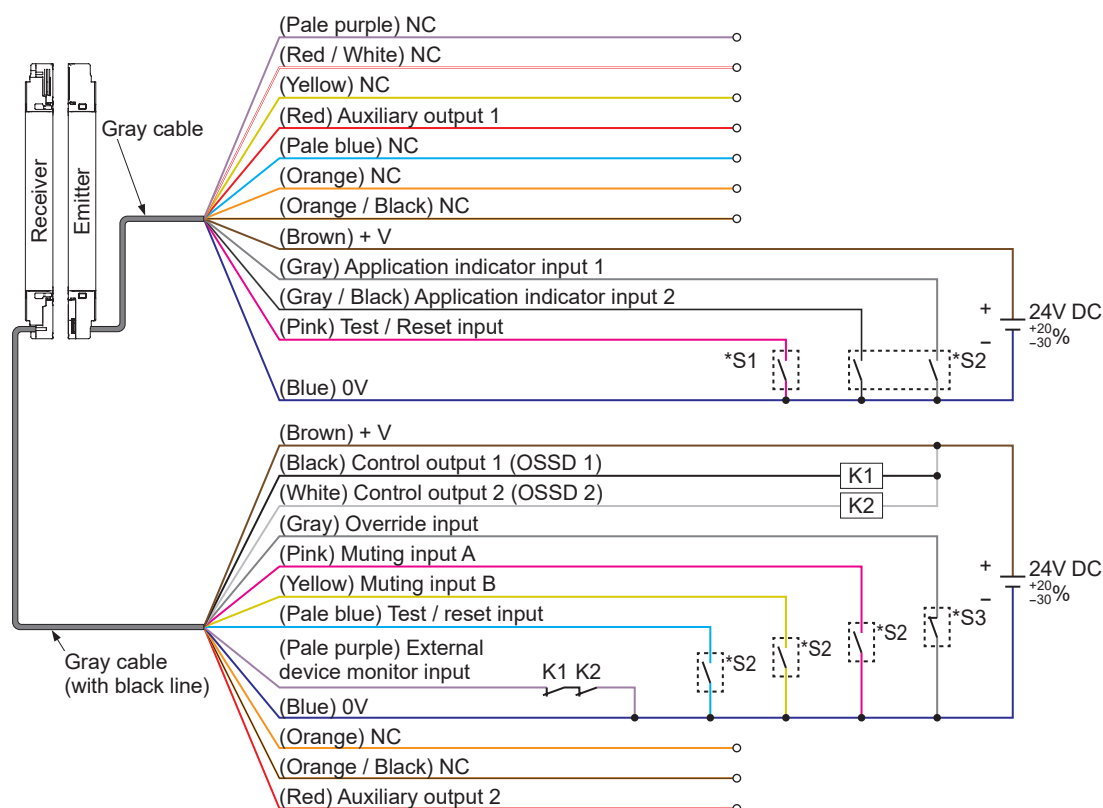 (Pale purple) NC
(Red / White) NC
(Yellow) NC
(Red) Auxiliary output 1
Gray cable
(Pale blue) NC
(Orange) NC
(Orange / Black) NC
Receiver
Emitter
(Brown) + V
(Gray) Application indicator input 1
(Gray / Black) Application indicator input 2
(Pink) Test / Reset input
+
24V DC
+20
−30%
−
*S1
*S2
(Blue) 0V
(Brown) + V
(Black) Control output 1 (OSSD 1)
K1
(White) Control output 2 (OSSD 2)
K2
(Gray) Override input
(Pink) Muting input A
+
24V DC
+20
−30%
−
(Yellow) Muting input B
(Pale blue) Test / reset input
*S3
*S2
*S2
*S2
(Pale purple) External
device monitor input
K1 K2
Gray cable
(with black line)
(Blue) 0V
(Orange) NC
(Orange / Black) NC
(Red) Auxiliary output 2